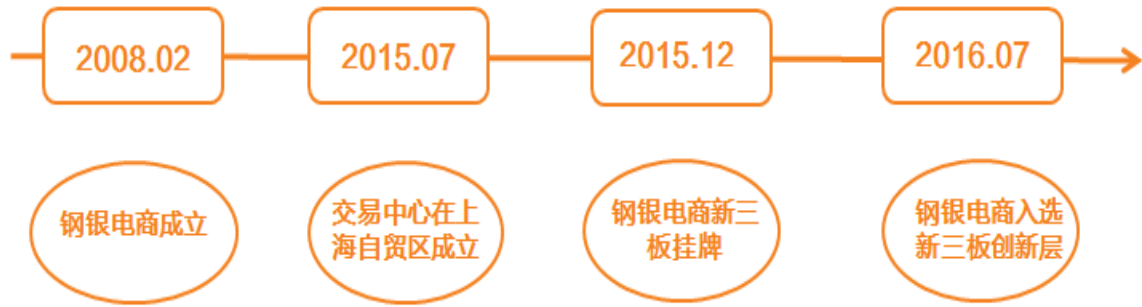 2008.02
2015.07
2015.12
2016.07
钢银电商成立
交易中心在上
海自贸区成立
钢银电商新三
板挂牌
钢银电商入选
新三板创新层